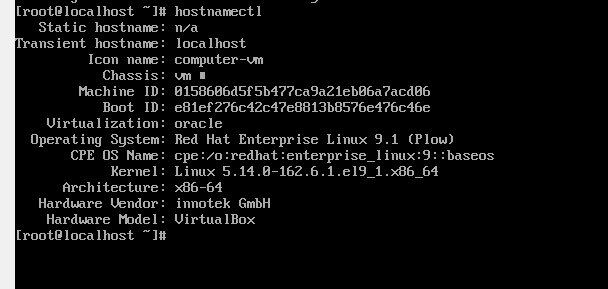 [root@localhost ~]# hostnamectl
Static hostname: n/a
Transient hostname: localhost
Icon name: computer-vm
Chassis: vm
Machine ID: 0158606d5f5b477ca9a21eb06a7acd06
Boot ID: e81ef276c42c47e8813b8576e476c46e
Virtualization: oracle
Operating System: Red Hat Enterprise Linux 9.1 (Plow)
CPE OS Name: cpe:/o:redhat:enterprise_linux:9::baseos
Kernel: Linux 5.14.0-162.6.1.el9_1.x86_64
Architecture: x86-64
Hardware Vendor: innotek GmbH
Hardware Model: VirtualBox
[root@localhost ~]#